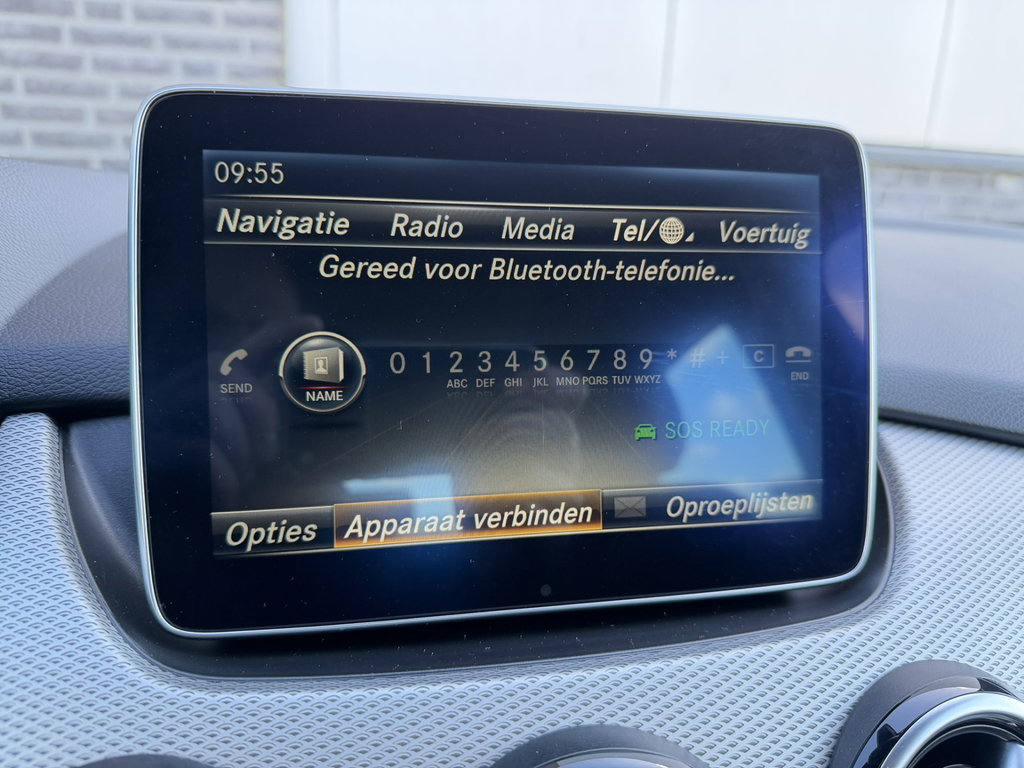 09:55
Navigatie Radio Media Tel/ Voertuig
Gereed voor Bluetooth-telefonie...
0 1 2 3 4 5 6 7 8 9 * # + C
SEND NAME ABC DEF GHI JKL MNO PQRS TUV WXYZ END
SOS READY
Opties Apparaat verbinden Oproeplijsten